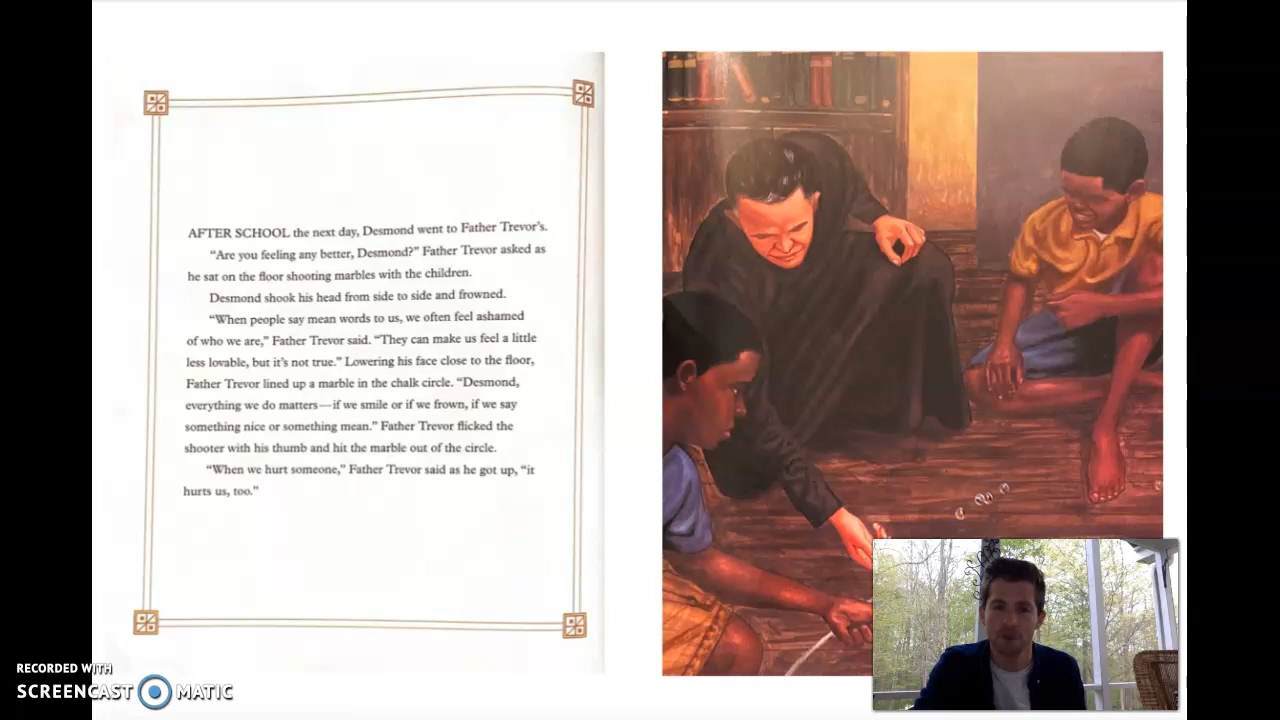 AFTER SCHOOL the next day, Desmond went to Father Trevor's.
“Are you feeling any better, Desmond?” Father Trevor asked as
he sat on the floor shooting marbles with the children.
Desmond shook his head from side to side and frowned.
“When people say mean words to us, we often feel ashamed
of who we are,” Father Trevor said. “They can make us feel a little
less lovable, but it's not true.” Lowering his face close to the floor,
Father Trevor lined up a marble in the chalk circle. “Desmond,
everything we do matters—if we smile or if we frown, if we say
something nice or something mean.” Father Trevor flicked the
shooter with his thumb and hit the marble out of the circle.
“When we hurt someone,” Father Trevor said as he got up, “it
hurts us, too.”
RECORDED WITH
SCREENCAST MATIC